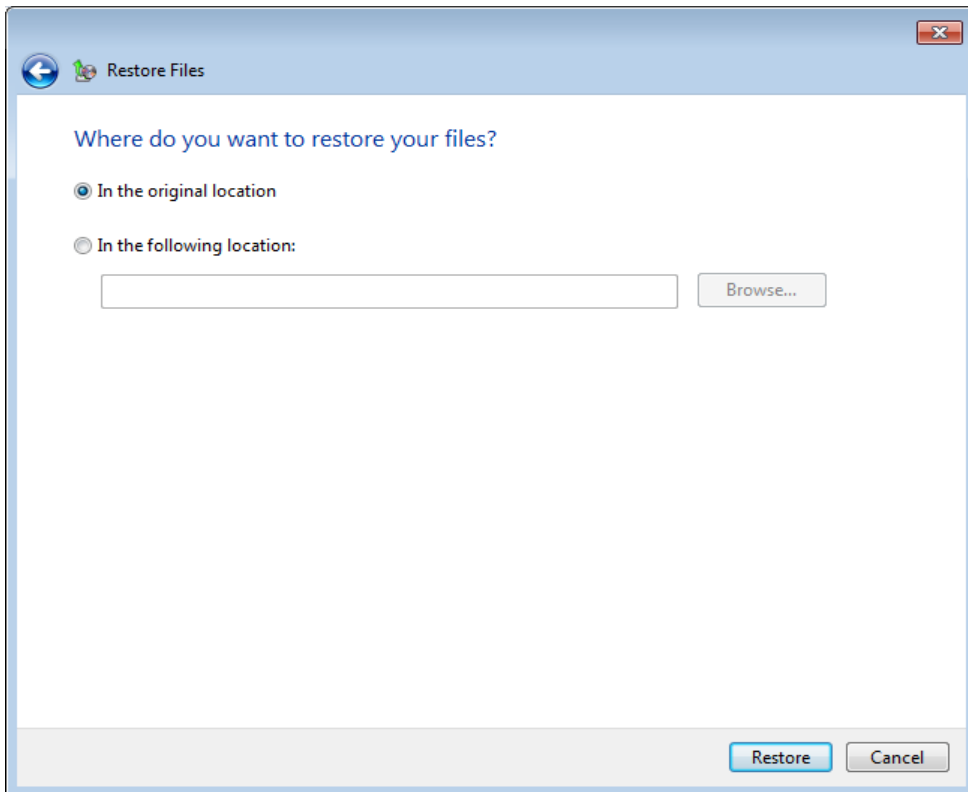 Restore Files
Where do you want to restore your files?
In the original location
In the following location:
Browse...
Restore Cancel